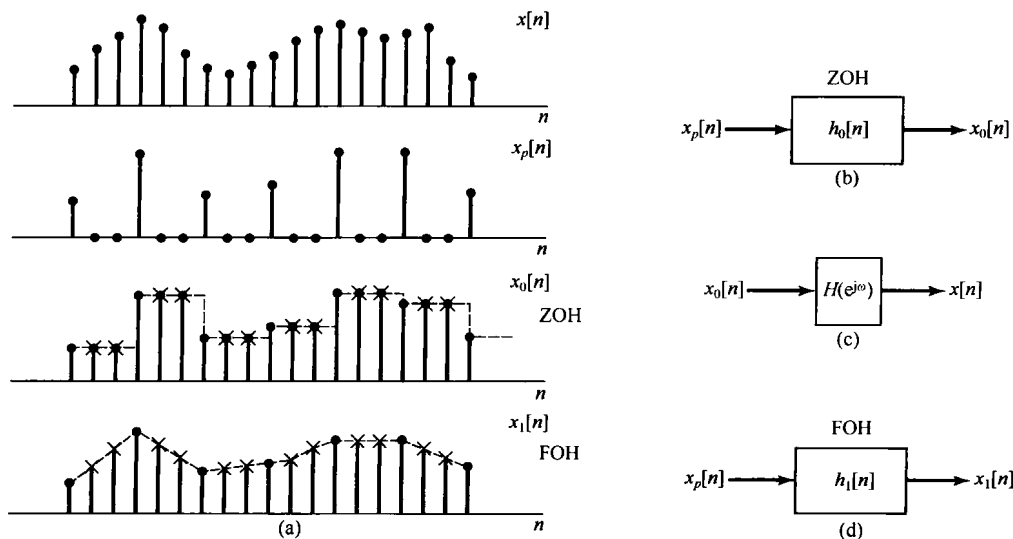 x[n]
n
x_p[n]
n
x_0[n]
ZOH
n
x_1[n]
FOH
n
(a)
ZOH
x_p[n] h_0[n] x_0[n]
(b)
x_0[n] H(e^{jω}) x[n]
(c)
FOH
x_p[n] h_1[n] x_1[n]
(d)